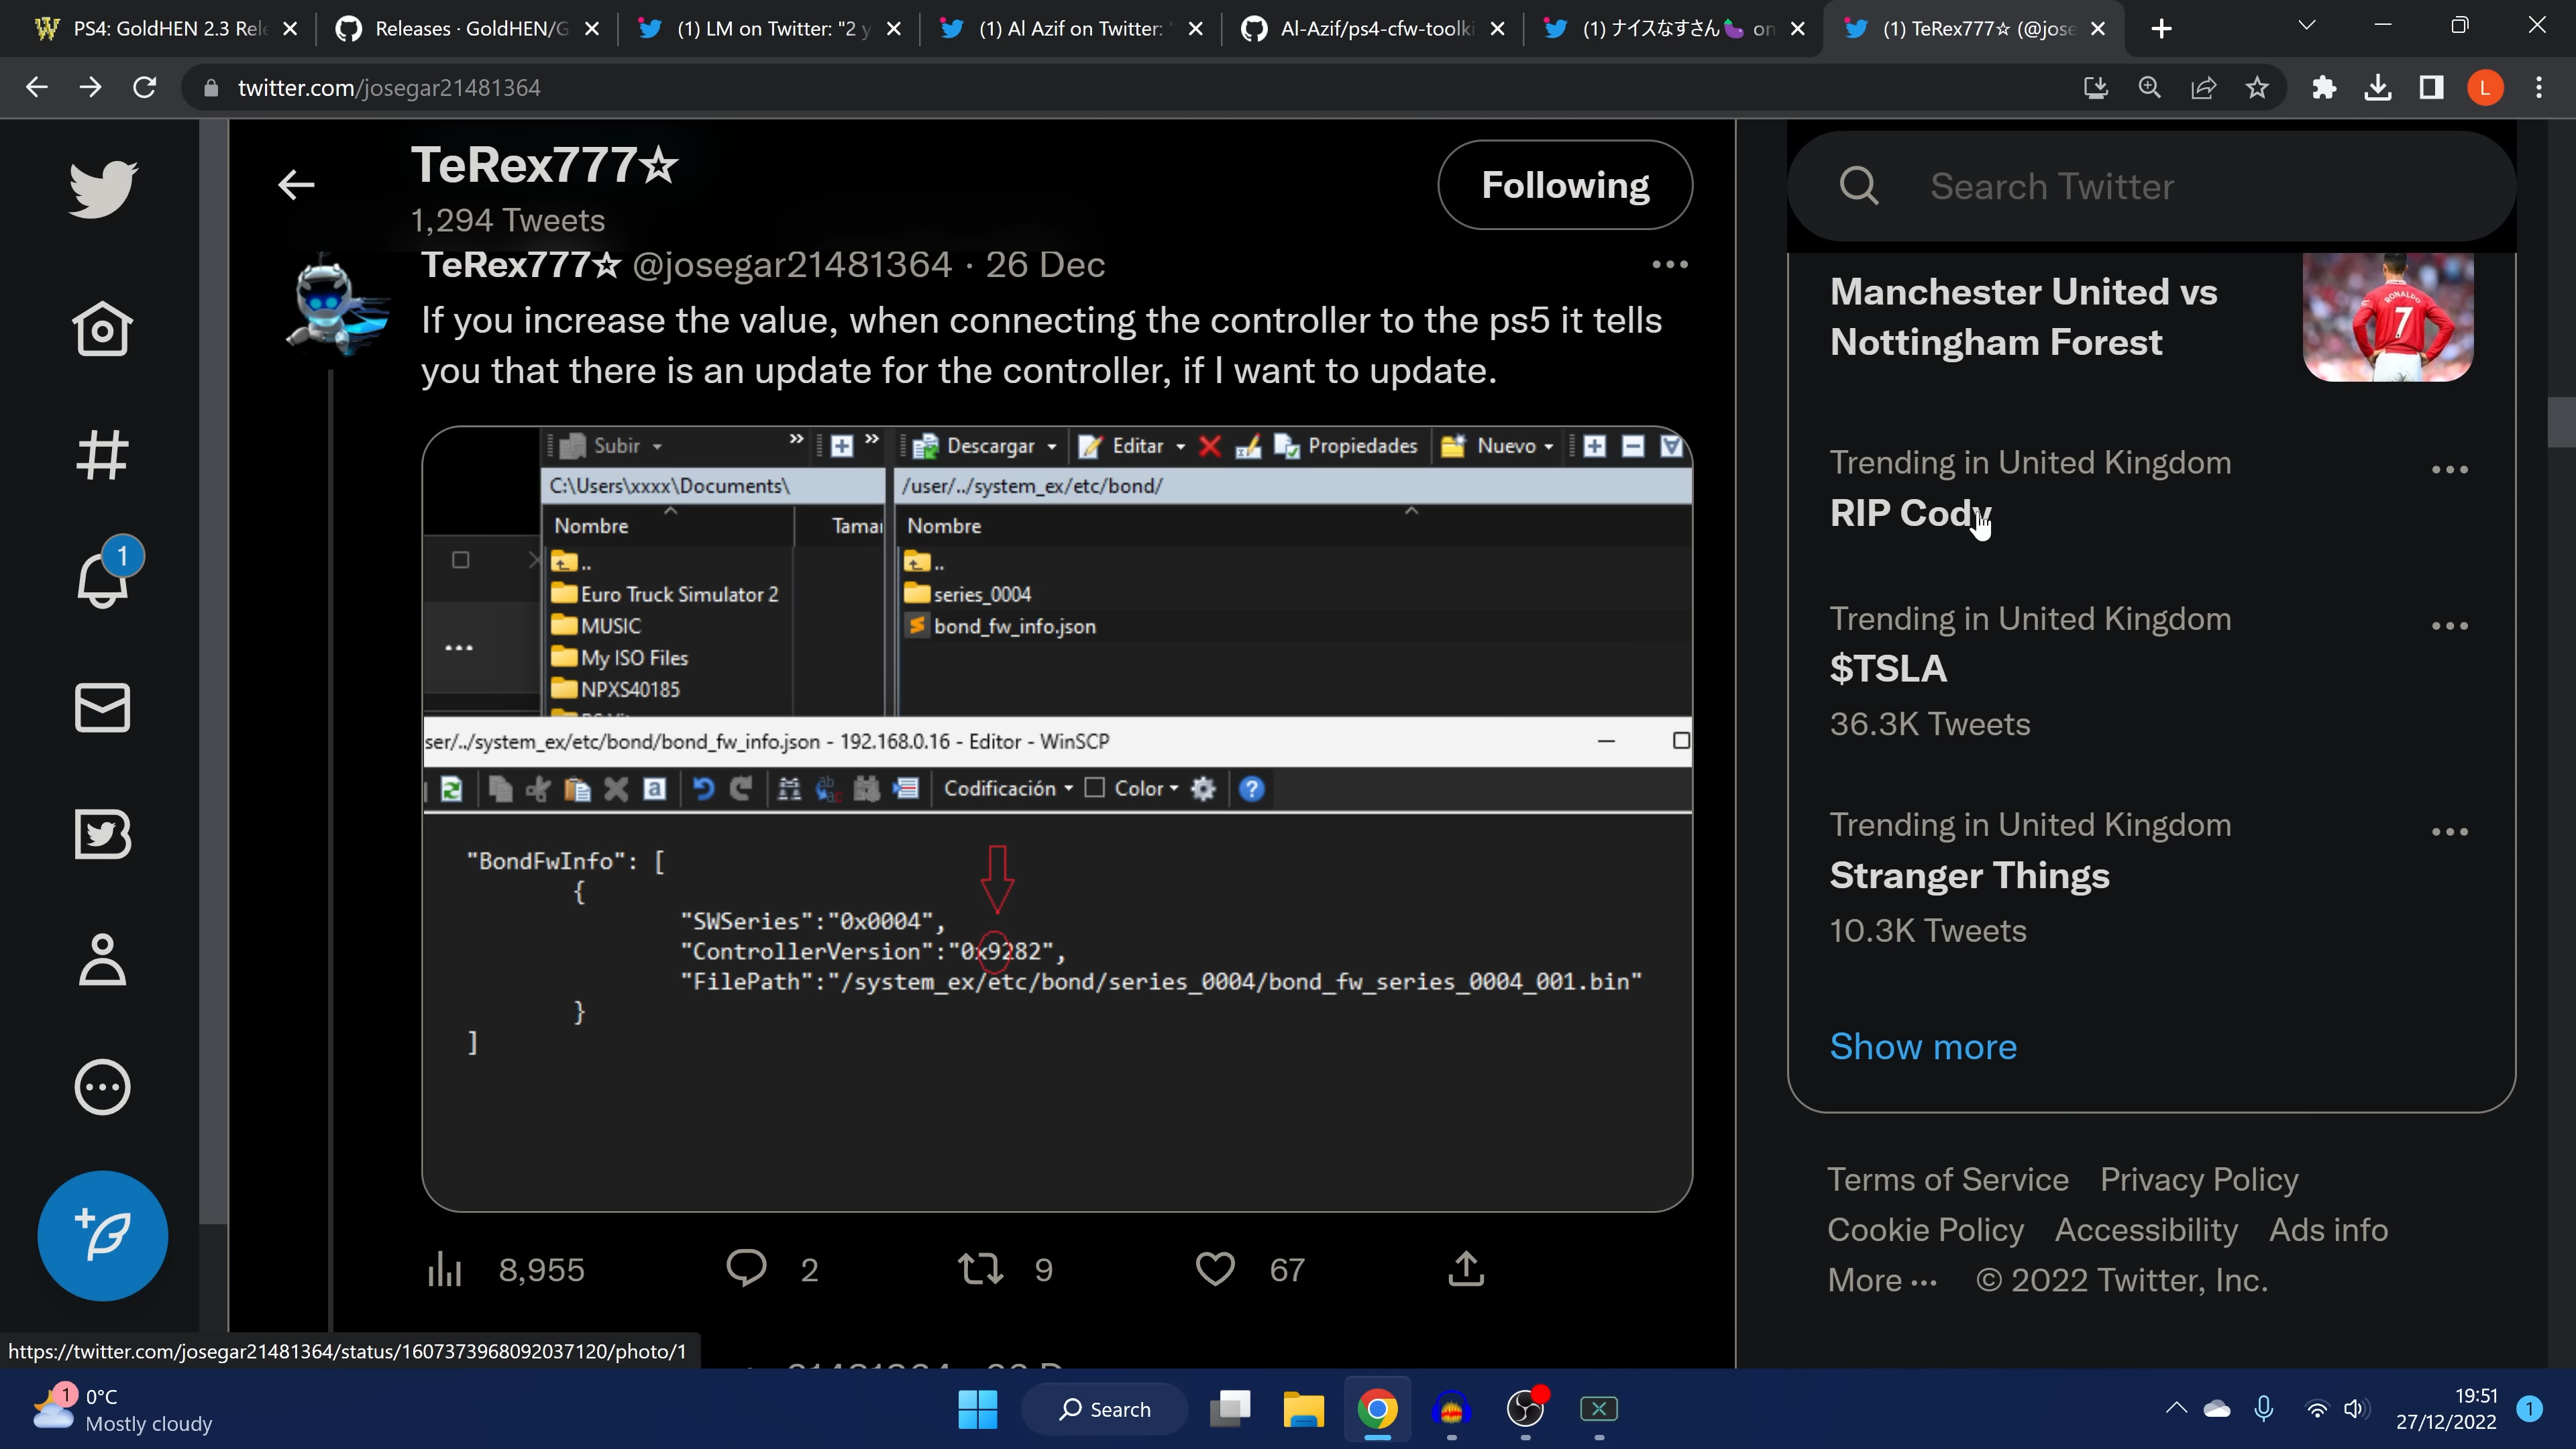 PS4: GoldHEN 2.3 Rele
Releases · GoldHEN/G
(1) LM on Twitter: "2 y
(1) Al Azif on Twitter: "
Al-Azif/ps4-cfw-toolki
(1) ナイスなすさん🍆 on
(1) TeRex777☆ (@jose
twitter.com/josegar21481364
L
TeRex777☆
1,294 Tweets
Following
Search Twitter
TeRex777☆ @josegar21481364 · 26 Dec
If you increase the value, when connecting the controller to the ps5 it tells
you that there is an update for the controller, if I want to update.
Subir
Descargar
Editar
Propiedades
Nuevo
C:\Users\xxxx\Documents\
/user/../system_ex/etc/bond/
Nombre
Tamar
Nombre
..
Euro Truck Simulator 2
MUSIC
My ISO Files
NPXS40185
..
series_0004
bond_fw_info.json
ser/../system_ex/etc/bond/bond_fw_info.json - 192.168.0.16 - Editor - WinSCP
Codificación
Color
"BondFwInfo": [
{
"SWSeries":"0x0004",
"ControllerVersion":"0x9282",
"FilePath":"/system_ex/etc/bond/series_0004/bond_fw_series_0004_001.bin"
}
]
8,955
2
9
67
1
Manchester United vs
Nottingham Forest
RONALDO
7
Trending in United Kingdom
RIP Cody
Trending in United Kingdom
$TSLA
36.3K Tweets
Trending in United Kingdom
Stranger Things
10.3K Tweets
Show more
Terms of Service Privacy Policy
Cookie Policy Accessibility Ads info
More ··· © 2022 Twitter, Inc.
https://twitter.com/josegar21481364/status/1607373968092037120/photo/1
1
0°C
Mostly cloudy
Search
19:51
27/12/2022
1